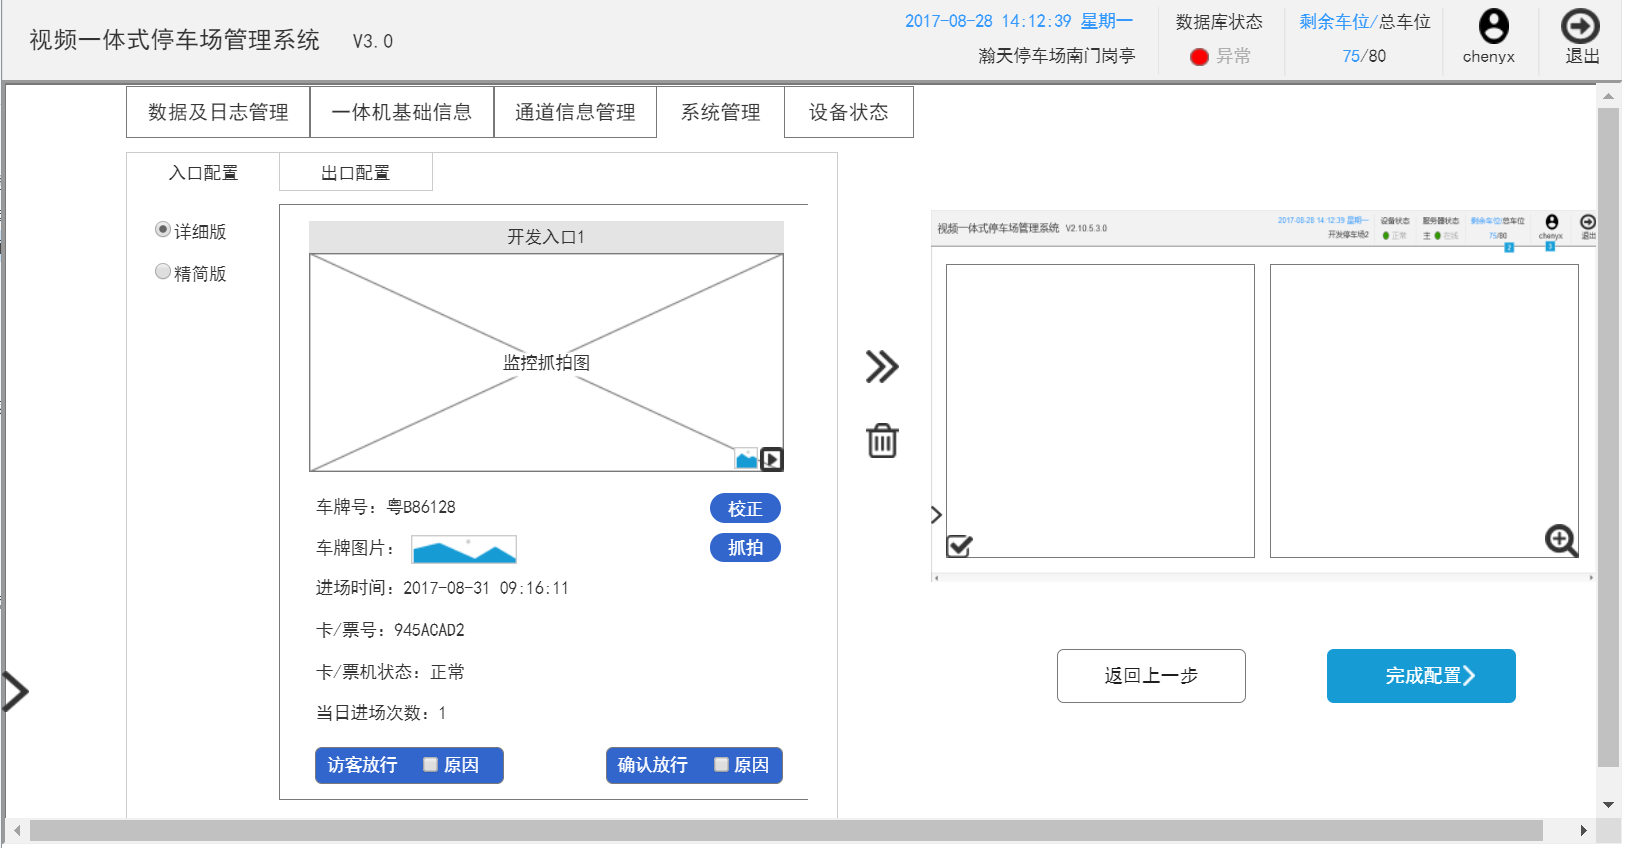 视频一体式停车场管理系统 V3.0
2017-08-28 14:12:39 星期一
瀚天停车场南门岗亭
数据库状态
异常
剩余车位/总车位
75/80
chenyx
退出
数据及日志管理 一体机基础信息 通道信息管理 系统管理 设备状态
入口配置 出口配置
详细版
精简版
开发入口1
监控抓拍图
车牌号：粤B86128
校正
车牌图片：
抓拍
进场时间：2017-08-31 09:16:11
卡/票号：945ACAD2
卡/票机状态：正常
当日进场次数：1
访客放行 原因
确认放行 原因
视频一体式停车场管理系统 V2.10.5.3.0
2017-08-28 14:12:39 星期一
开发停车场2
设备状态
正常
服务器状态
主 在线
剩余车位/总车位
75/80
2
chenyx
3
退出
返回上一步
完成配置